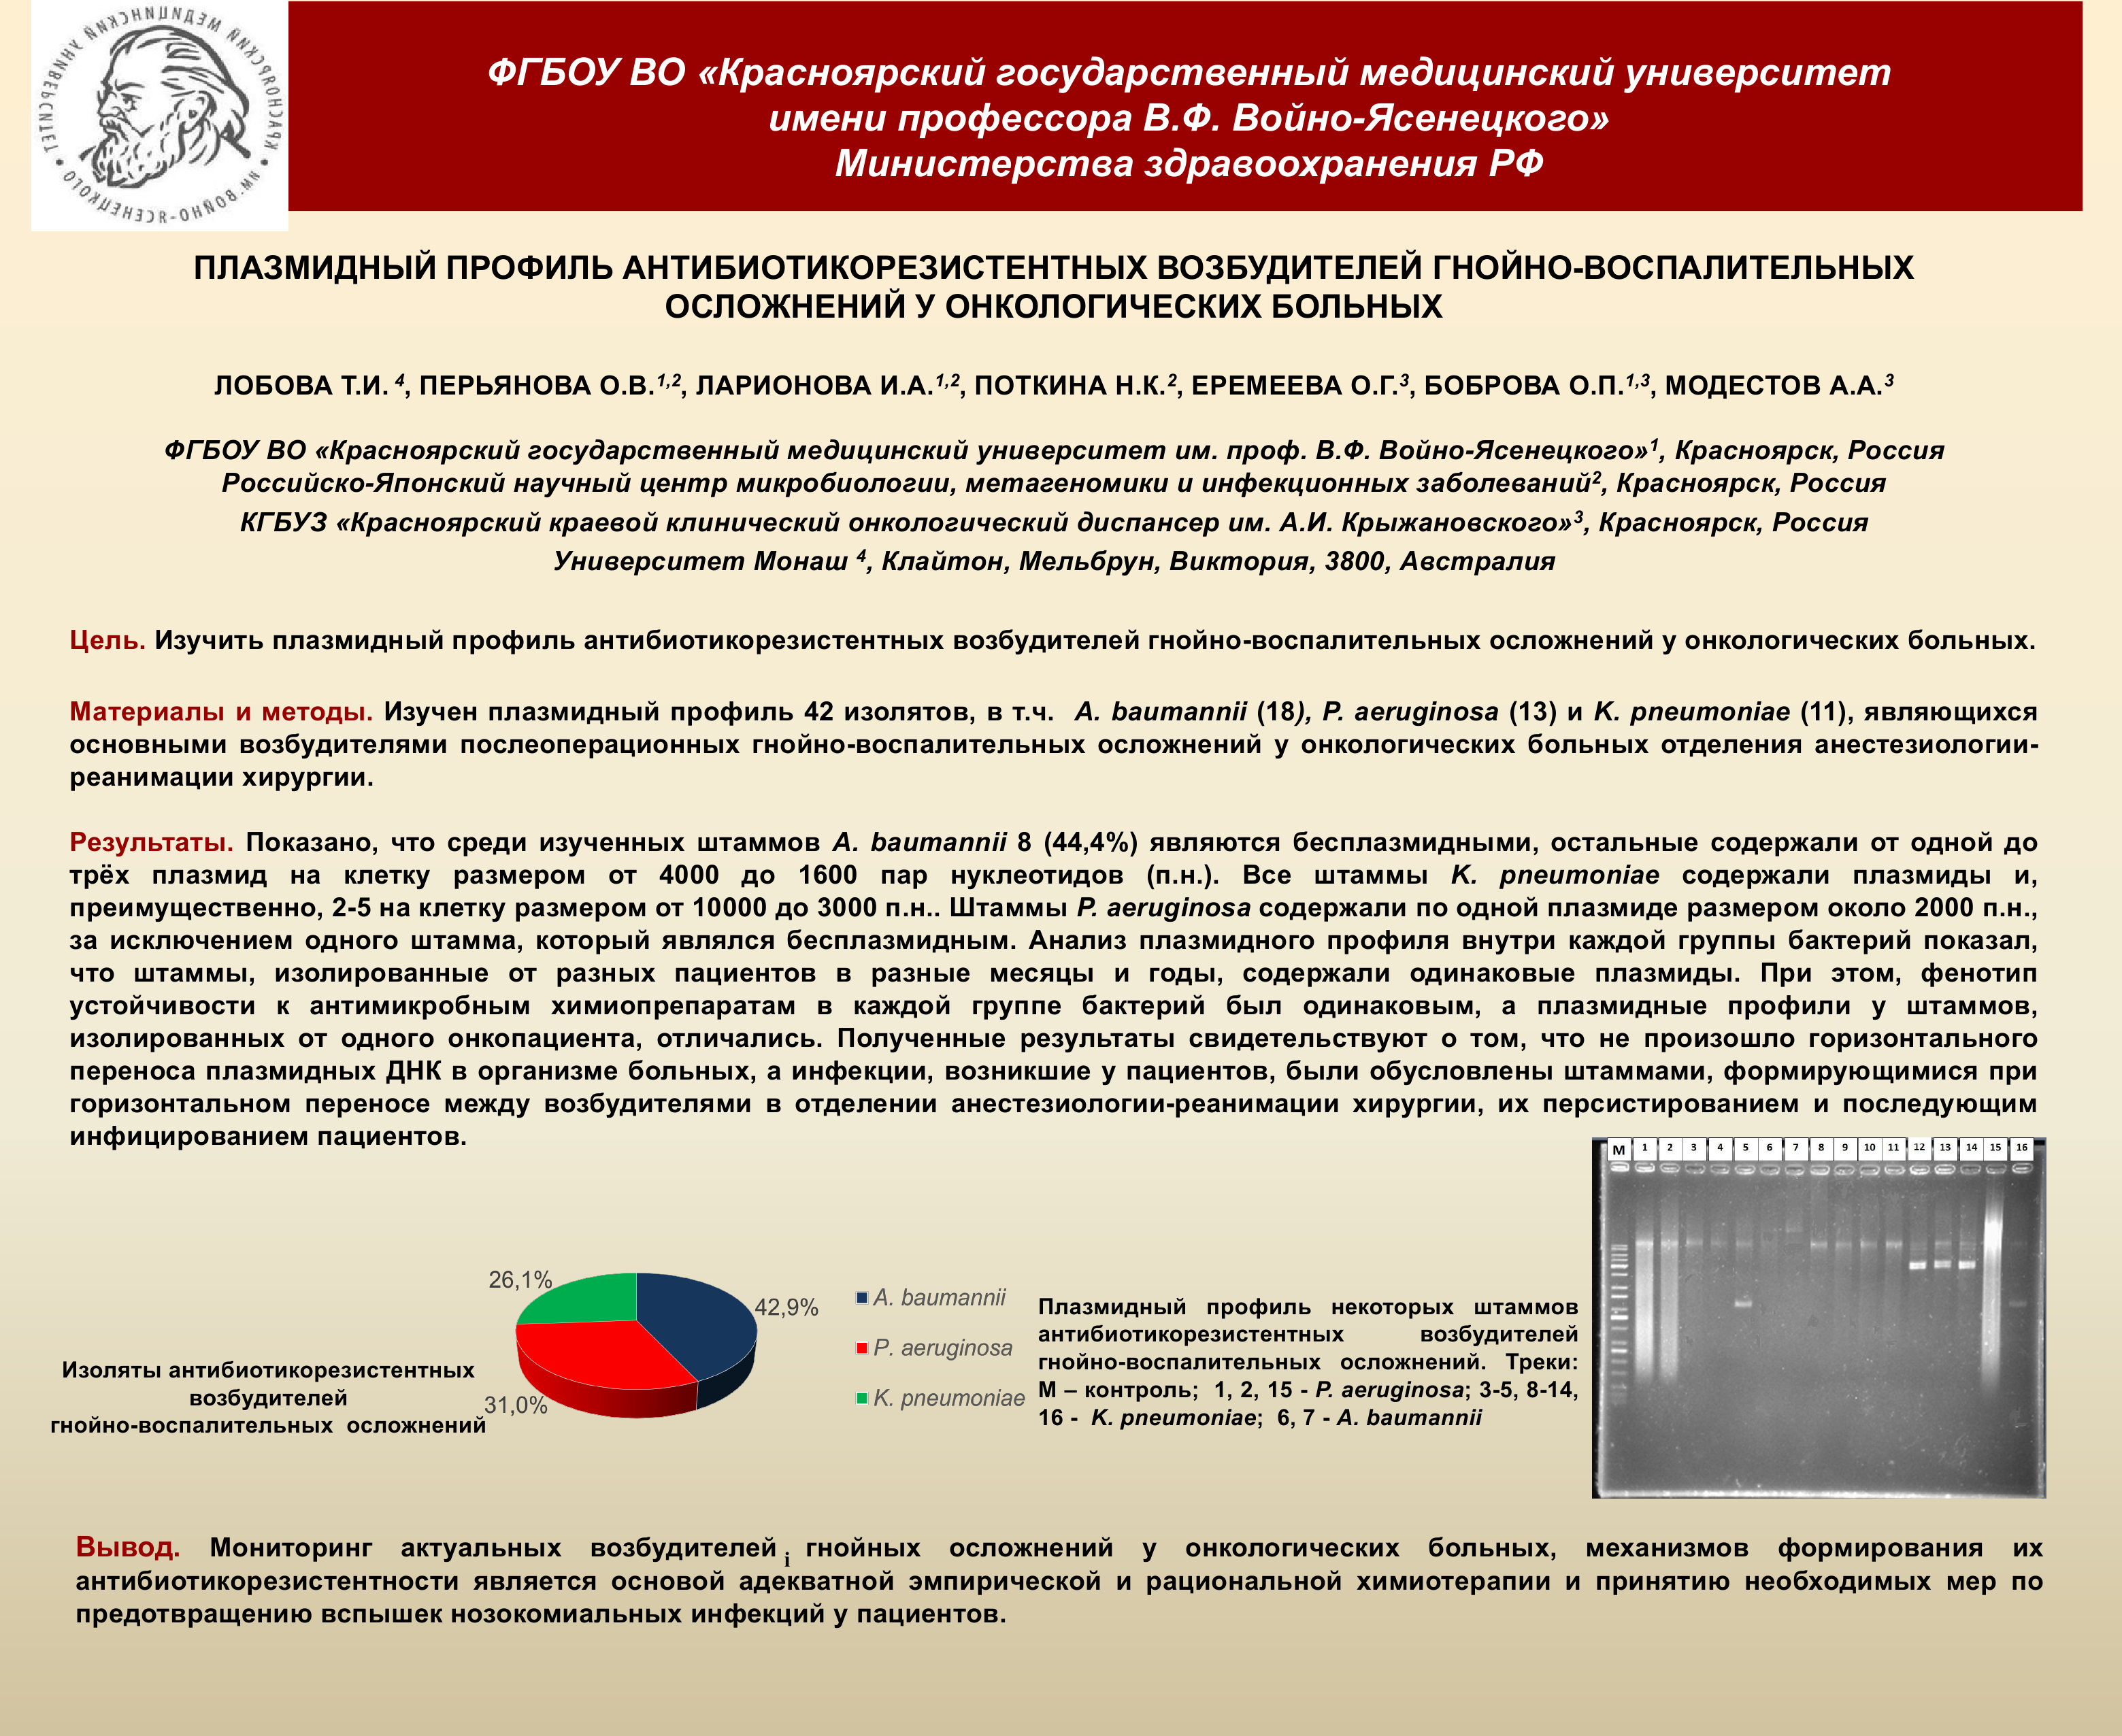 КРАСНОЯРСКИЙ МЕДИЦИНСКИЙ УНИВЕРСИТЕТ • ИМ. ВОЙНО-ЯСЕНЕЦКОГО •
ФГБОУ ВО «Красноярский государственный медицинский университет
имени профессора В.Ф. Войно-Ясенецкого»
Министерства здравоохранения РФ
ПЛАЗМИДНЫЙ ПРОФИЛЬ АНТИБИОТИКОРЕЗИСТЕНТНЫХ ВОЗБУДИТЕЛЕЙ ГНОЙНО-ВОСПАЛИТЕЛЬНЫХ
ОСЛОЖНЕНИЙ У ОНКОЛОГИЧЕСКИХ БОЛЬНЫХ
ЛОБОВА Т.И. 4, ПЕРЬЯНОВА О.В.1,2, ЛАРИОНОВА И.А.1,2, ПОТКИНА Н.К.2, ЕРЕМЕЕВА О.Г.3, БОБРОВА О.П.1,3, МОДЕСТОВ А.А.3
ФГБОУ ВО «Красноярский государственный медицинский университет им. проф. В.Ф. Войно-Ясенецкого»1, Красноярск, Россия
Российско-Японский научный центр микробиологии, метагеномики и инфекционных заболеваний2, Красноярск, Россия
КГБУЗ «Красноярский краевой клинический онкологический диспансер им. А.И. Крыжановского»3, Красноярск, Россия
Университет Монаш 4, Клайтон, Мельбрун, Виктория, 3800, Австралия
Цель. Изучить плазмидный профиль антибиотикорезистентных возбудителей гнойно-воспалительных осложнений у онкологических больных.
Материалы и методы. Изучен плазмидный профиль 42 изолятов, в т.ч. A. baumannii (18), P. aeruginosa (13) и K. pneumoniae (11), являющихся
основными возбудителями послеоперационных гнойно-воспалительных осложнений у онкологических больных отделения анестезиологии-
реанимации хирургии.
Результаты. Показано, что среди изученных штаммов A. baumannii 8 (44,4%) являются бесплазмидными, остальные содержали от одной до
трёх плазмид на клетку размером от 4000 до 1600 пар нуклеотидов (п.н.). Все штаммы K. pneumoniae содержали плазмиды и,
преимущественно, 2-5 на клетку размером от 10000 до 3000 п.н.. Штаммы P. aeruginosa содержали по одной плазмиде размером около 2000 п.н.,
за исключением одного штамма, который являлся бесплазмидным. Анализ плазмидного профиля внутри каждой группы бактерий показал,
что штаммы, изолированные от разных пациентов в разные месяцы и годы, содержали одинаковые плазмиды. При этом, фенотип
устойчивости к антимикробным химиопрепаратам в каждой группе бактерий был одинаковым, а плазмидные профили у штаммов,
изолированных от одного онкопациента, отличались. Полученные результаты свидетельствуют о том, что не произошло горизонтального
переноса плазмидных ДНК в организме больных, а инфекции, возникшие у пациентов, были обусловлены штаммами, формирующимися при
горизонтальном переносе между возбудителями в отделении анестезиологии-реанимации хирургии, их персистированием и последующим
инфицированием пациентов.
Изоляты антибиотикорезистентных
возбудителей
гнойно-воспалительных осложнений
26,1%
42,9%
31,0%
A. baumannii
P. aeruginosa
K. pneumoniae
Плазмидный профиль некоторых штаммов
антибиотикорезистентных возбудителей
гнойно-воспалительных осложнений. Треки:
М – контроль; 1, 2, 15 - P. aeruginosa; 3-5, 8-14,
16 - K. pneumoniae; 6, 7 - A. baumannii
M 1 2 3 4 5 6 7 8 9 10 11 12 13 14 15 16
Вывод. Мониторинг актуальных возбудителей i гнойных осложнений у онкологических больных, механизмов формирования их
антибиотикорезистентности является основой адекватной эмпирической и рациональной химиотерапии и принятию необходимых мер по
предотвращению вспышек нозокомиальных инфекций у пациентов.